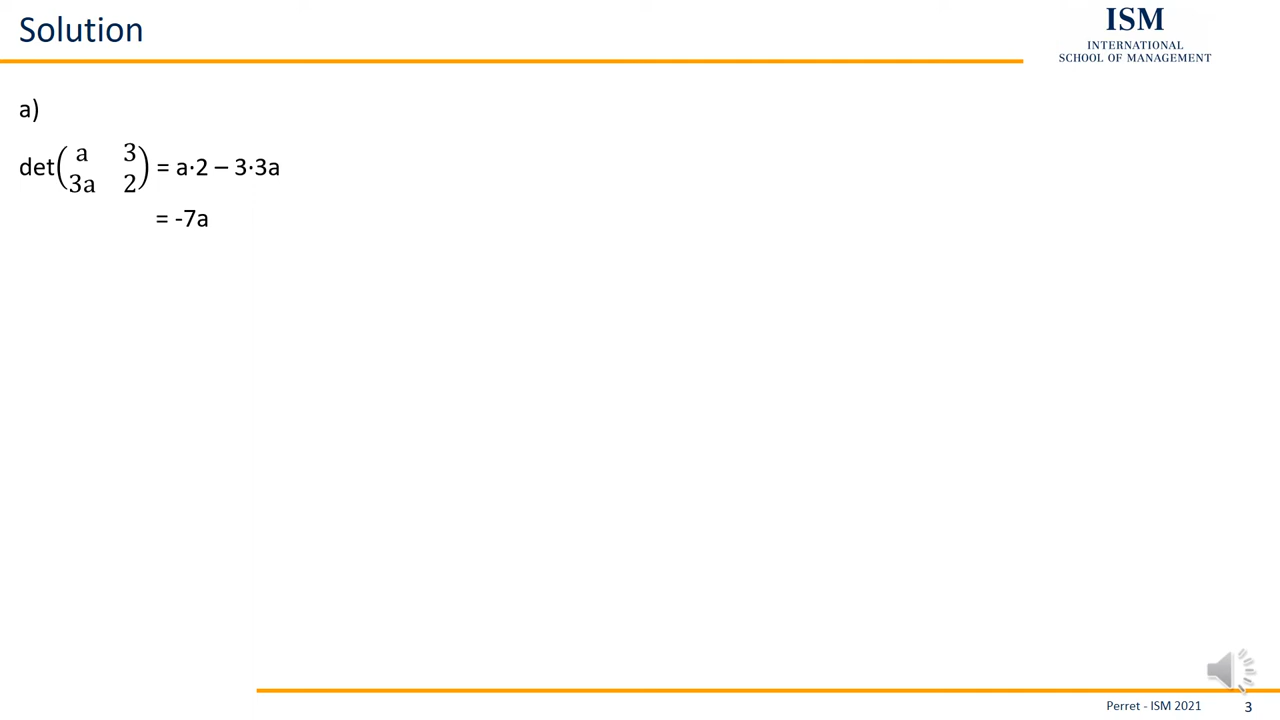 Solution
ISM
INTERNATIONAL
SCHOOL OF MANAGEMENT
a)
det(a 3
3a 2) = a·2 – 3·3a
= -7a
Perret - ISM 2021
3